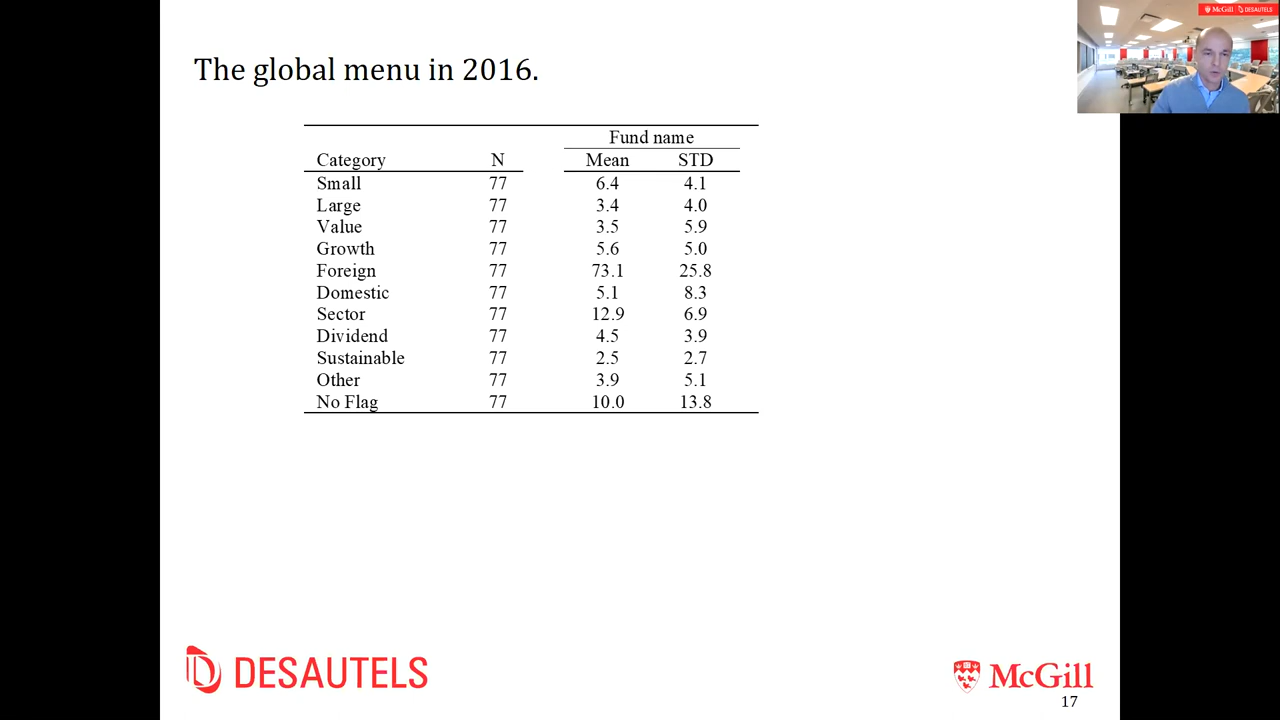 McGill DESAUTELS
The global menu in 2016.
Fund name
Category N Mean STD
Small 77 6.4 4.1
Large 77 3.4 4.0
Value 77 3.5 5.9
Growth 77 5.6 5.0
Foreign 77 73.1 25.8
Domestic 77 5.1 8.3
Sector 77 12.9 6.9
Dividend 77 4.5 3.9
Sustainable 77 2.5 2.7
Other 77 3.9 5.1
No Flag 77 10.0 13.8
DESAUTELS
McGill
17